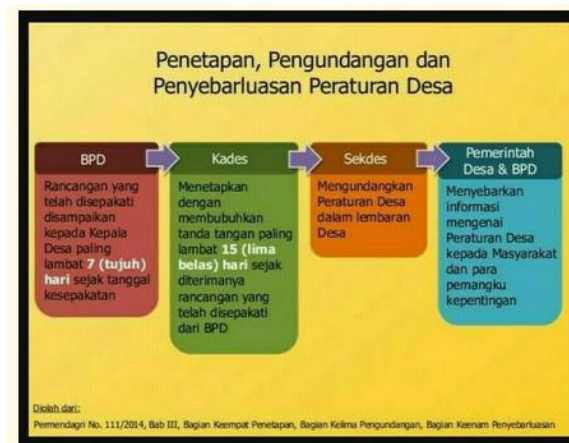 Penetapan, Pengundangan dan
Penyebarluasan Peraturan Desa
BPD
Rancangan yang
telah disepakati
disampaikan
kepada Kepala
Desa paling
lambat 7 (tujuh)
hari sejak tanggal
kesepakatan
Kades
Menetapkan
dengan
membubuhkan
tanda tangan paling
lambat 15 (lima
belas) hari sejak
diterimanya
rancangan yang
telah disepakati
dari BPD
Sekdes
Mengundangkan
Peraturan Desa
dalam lembaran
Desa
Pemerintah
Desa & BPD
Menyebarkan
informasi
mengenai
Peraturan Desa
kepada Masyarakat
dan para
pemangku
kepentingan
Diolah dari:
Permendagri No. 111/2014, Bab III, Bagian Keempat Penetapan, Bagian Kelima Pengundangan, Bagian Keenam Penyebarluasan